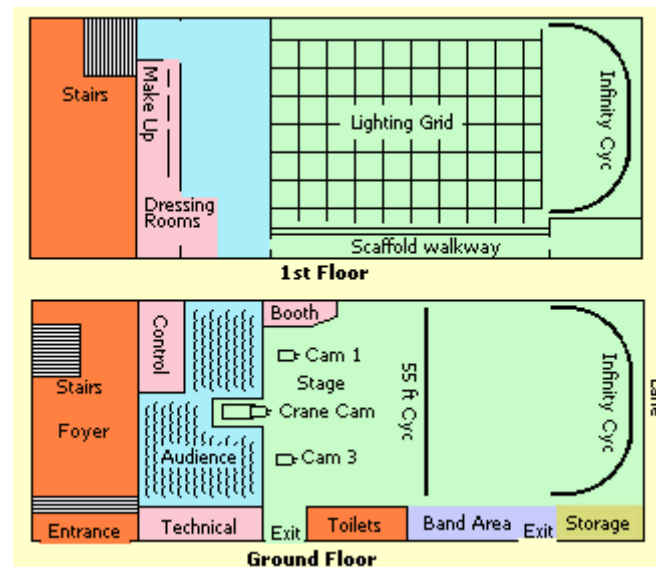 Stairs
Make Up
Dressing
Rooms
Lighting Grid
Infinity Cyc
Scaffold walkway
1st Floor
Stairs
Foyer
Entrance
Control
Audience
Technical
Booth
Cam 1
Stage
Crane Cam
Cam 3
55 ft Cyc
Infinity Cyc
Lane
Exit
Toilets
Band Area
Exit
Storage
Ground Floor